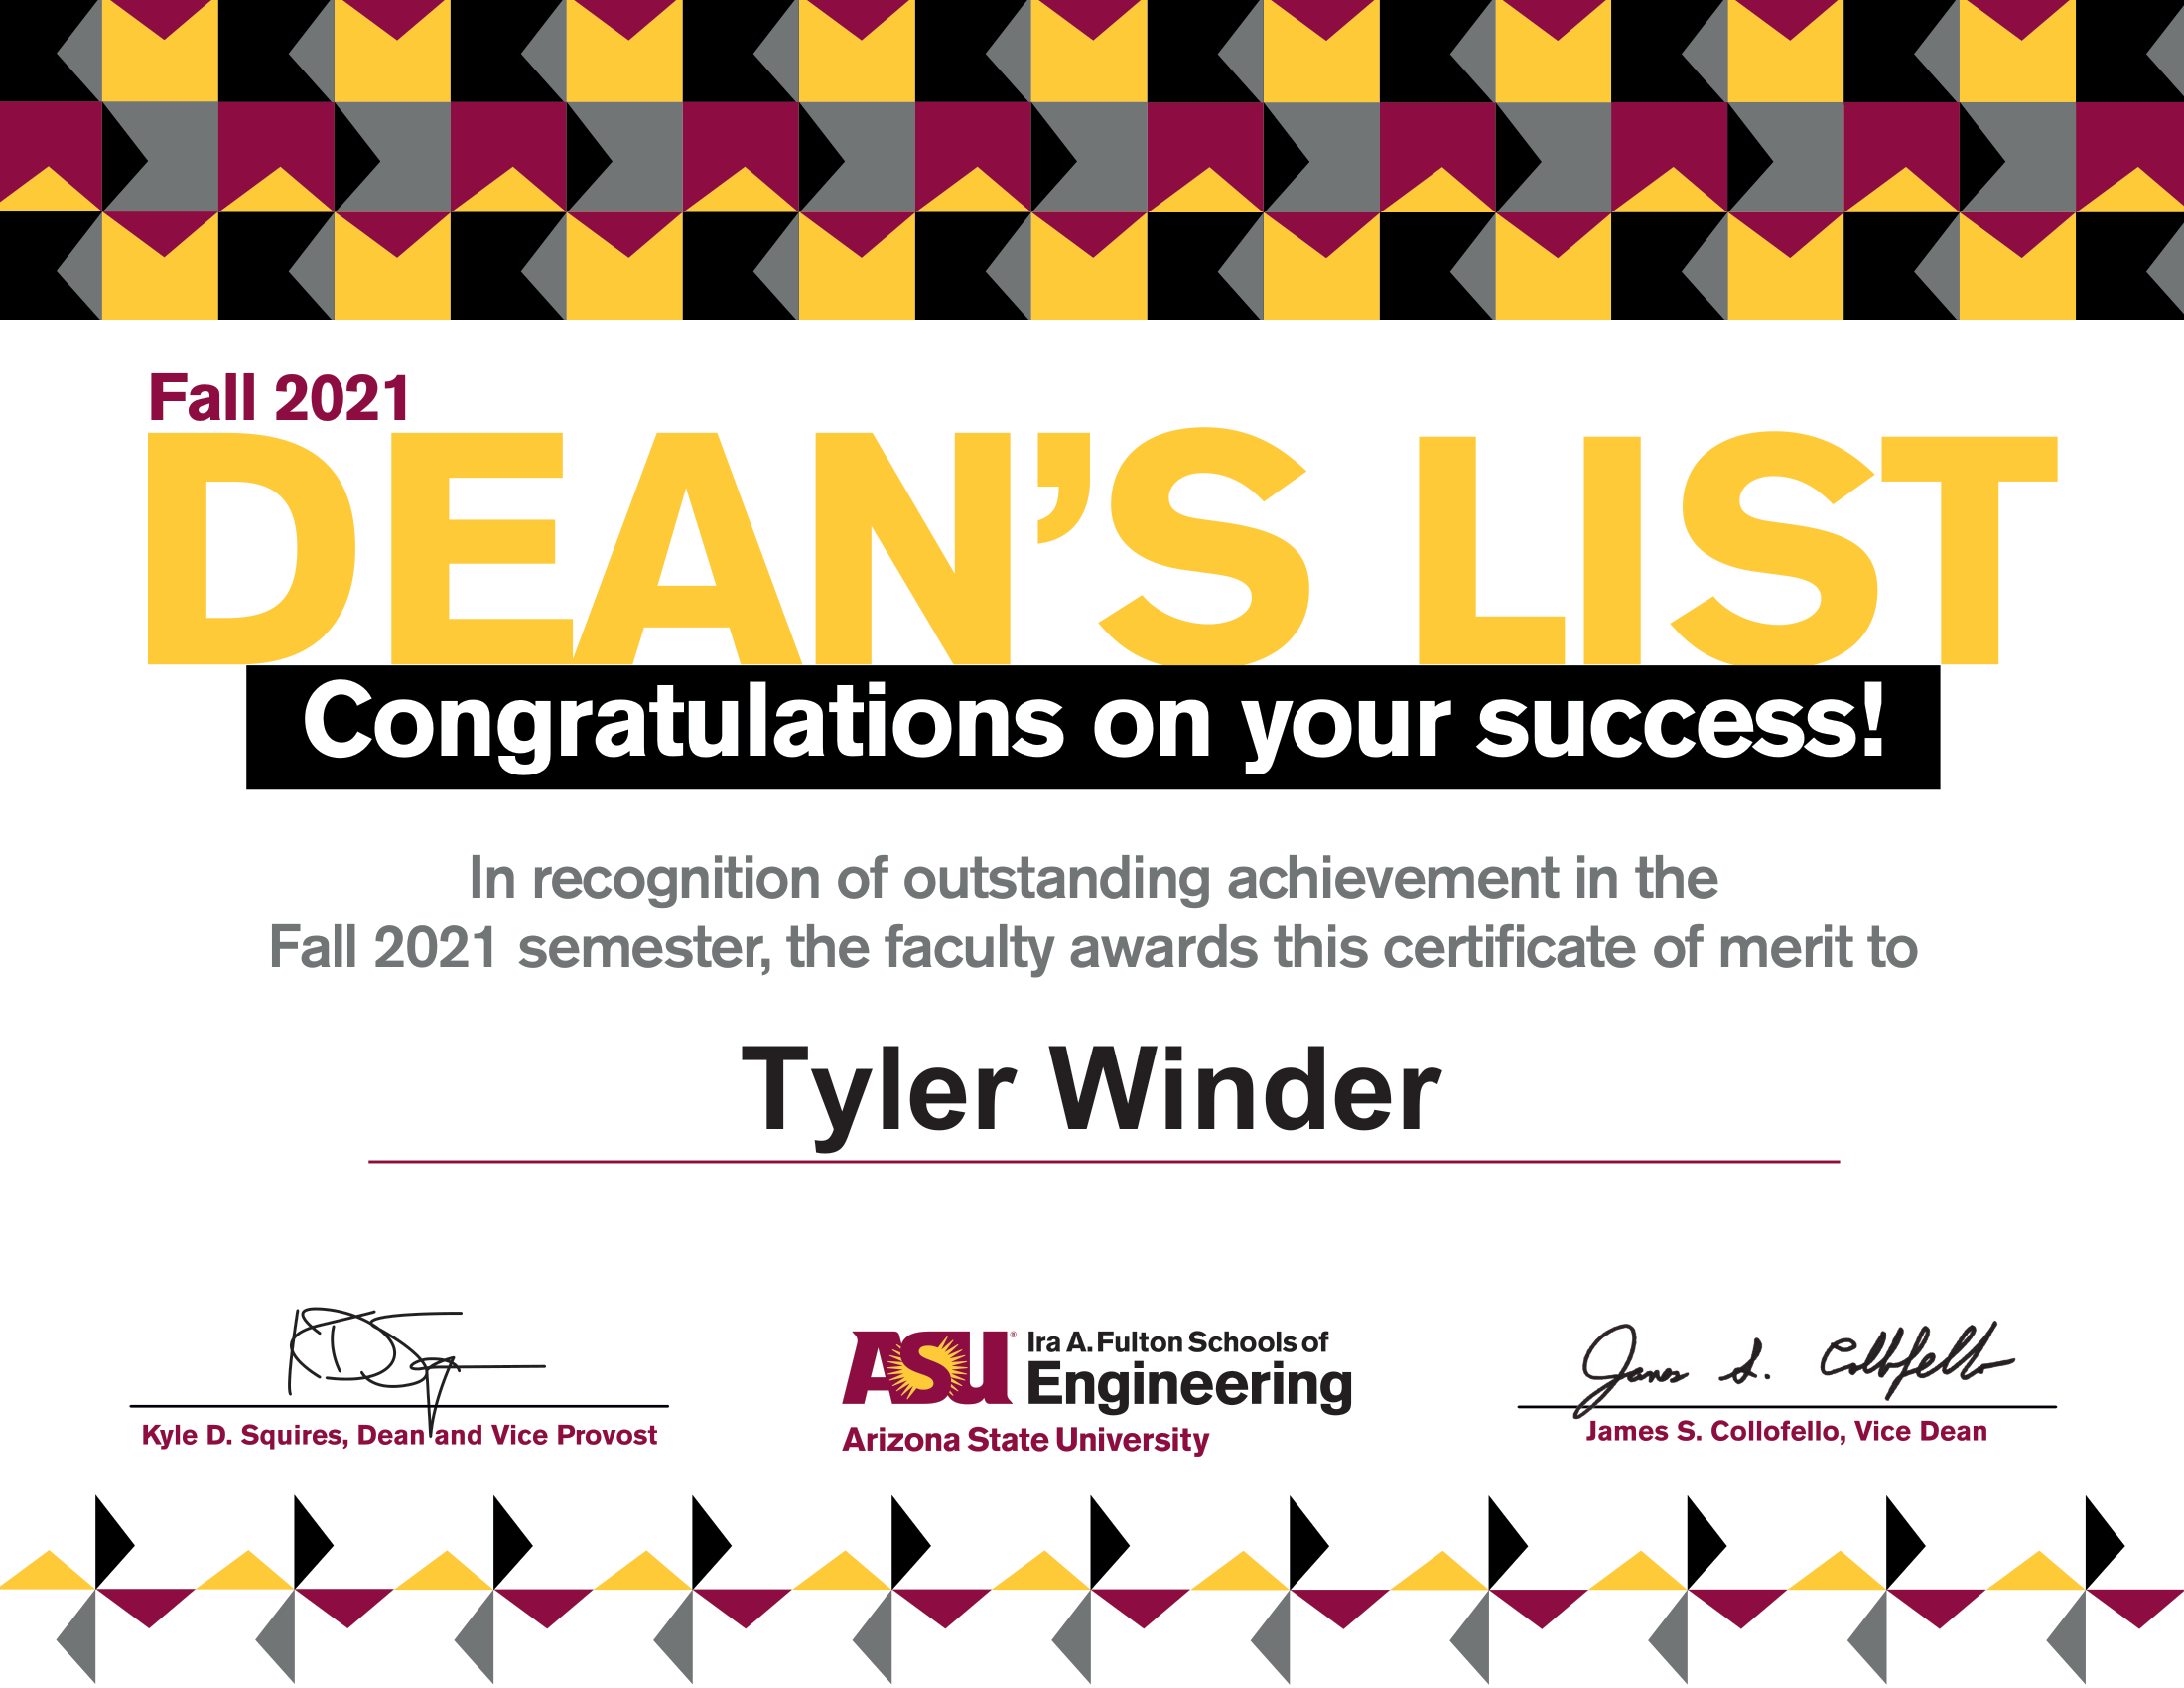 Fall 2021
DEAN’S LIST
Congratulations on your success!
In recognition of outstanding achievement in the
Fall 2021 semester, the faculty awards this certificate of merit to
Tyler Winder
Kyle D. Squires, Dean and Vice Provost
ASU®
Ira A. Fulton Schools of
Engineering
Arizona State University
James S. Collofello
James S. Collofello, Vice Dean